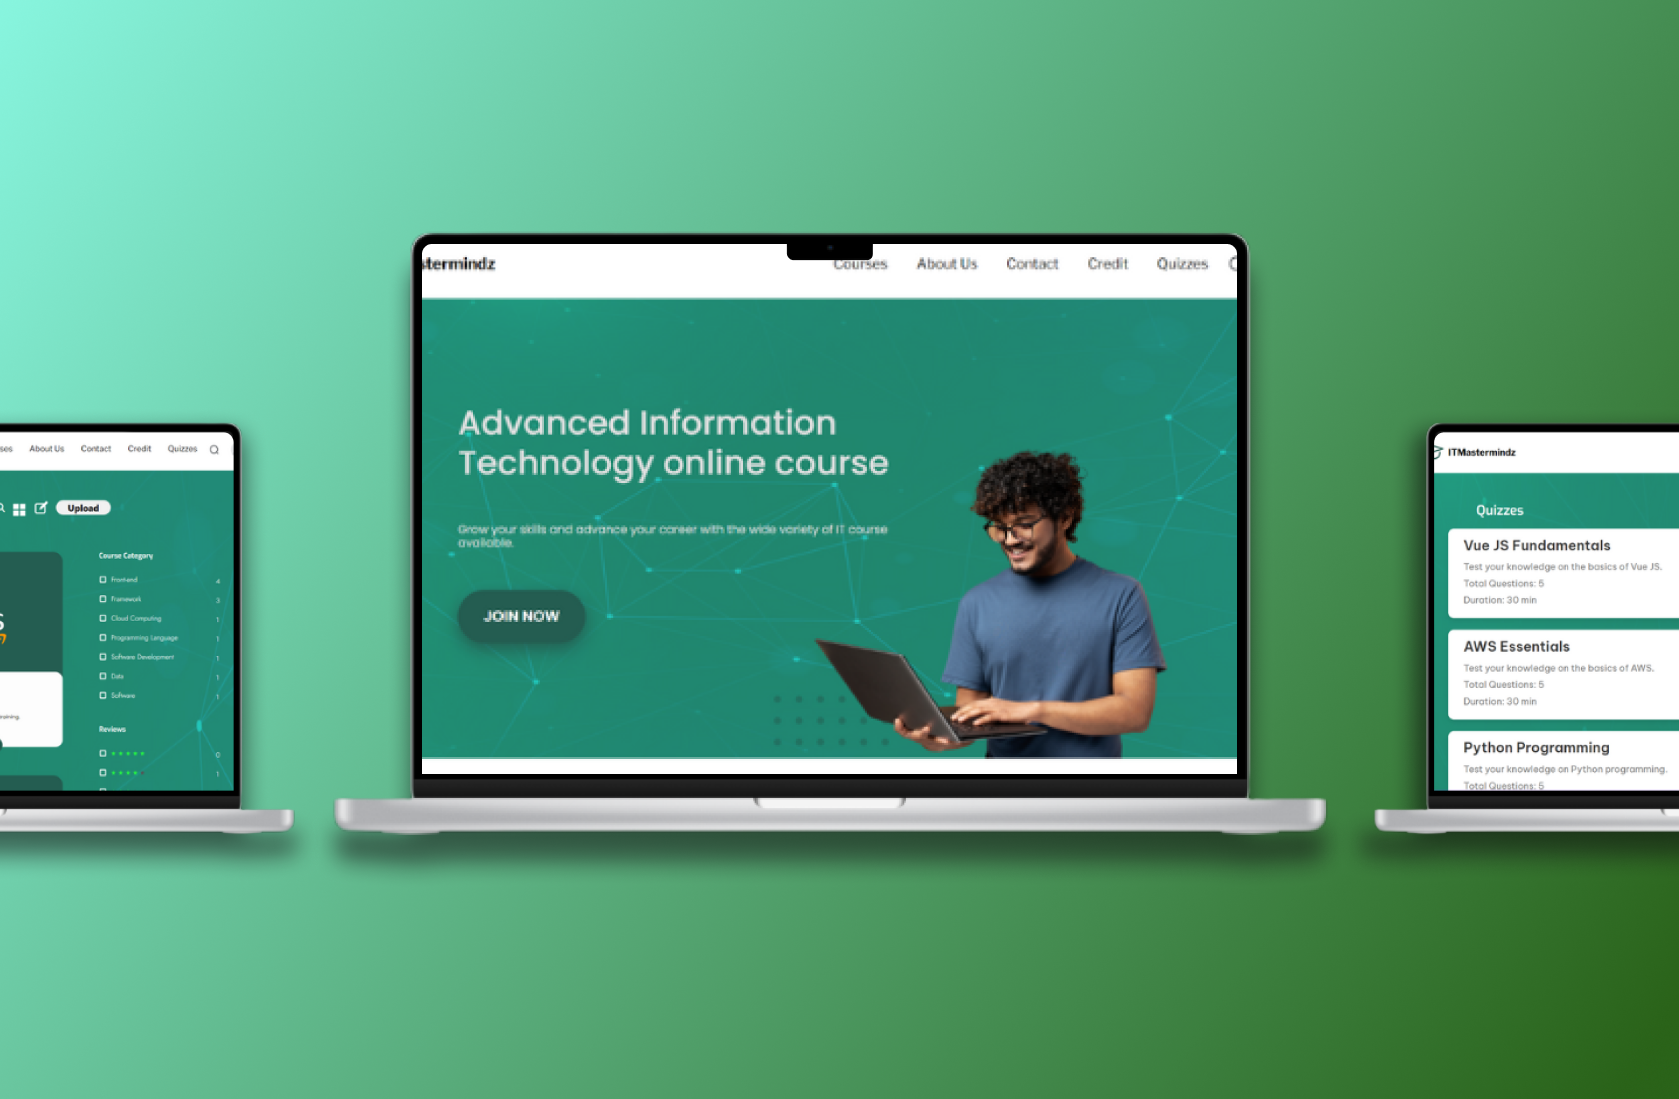 stermindz
Courses About Us Contact Credit Quizzes
Advanced Information
Technology online course
Grow your skills and advance your career with the wide variety of IT course
available.
JOIN NOW
ses About Us Contact Credit Quizzes
Upload
S
Course Category
Front-end 4
Framework 3
Cloud Computing 1
Programming Language 1
Software Development 1
Data 1
Software 1
raining.
Reviews
0
1
ITMastermindz
Quizzes
Vue JS Fundamentals
Test your knowledge on the basics of Vue JS.
Total Questions: 5
Duration: 30 min
AWS Essentials
Test your knowledge on the basics of AWS.
Total Questions: 5
Duration: 30 min
Python Programming
Test your knowledge on Python programming.
Total Questions: 5